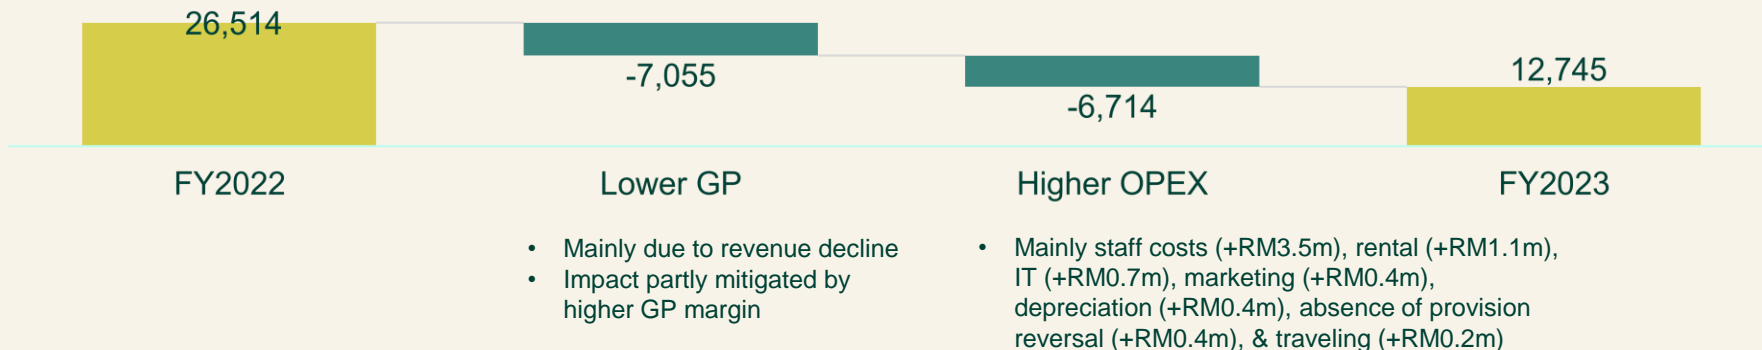 26,514
-7,055
-6,714
12,745
FY2022
Lower GP
Higher OPEX
FY2023
• Mainly due to revenue decline
• Impact partly mitigated by
higher GP margin
• Mainly staff costs (+RM3.5m), rental (+RM1.1m),
IT (+RM0.7m), marketing (+RM0.4m),
depreciation (+RM0.4m), absence of provision
reversal (+RM0.4m), & traveling (+RM0.2m)